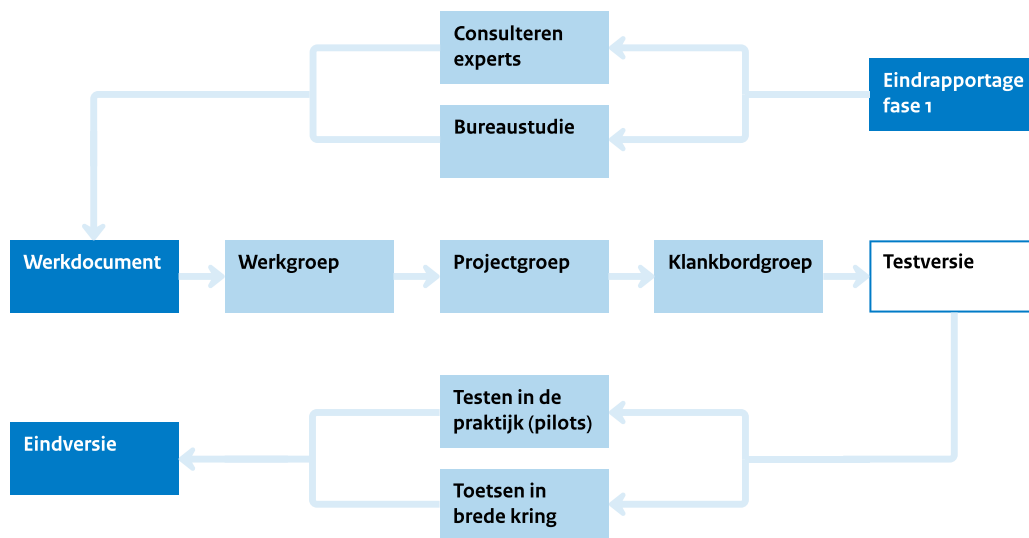 Consulteren
experts
Eindrapportage
fase 1
Bureaustudie
Werkdocument
Werkgroep
Projectgroep
Klankbordgroep
Testversie
Testen in de
praktijk (pilots)
Eindversie
Toetsen in
brede kring